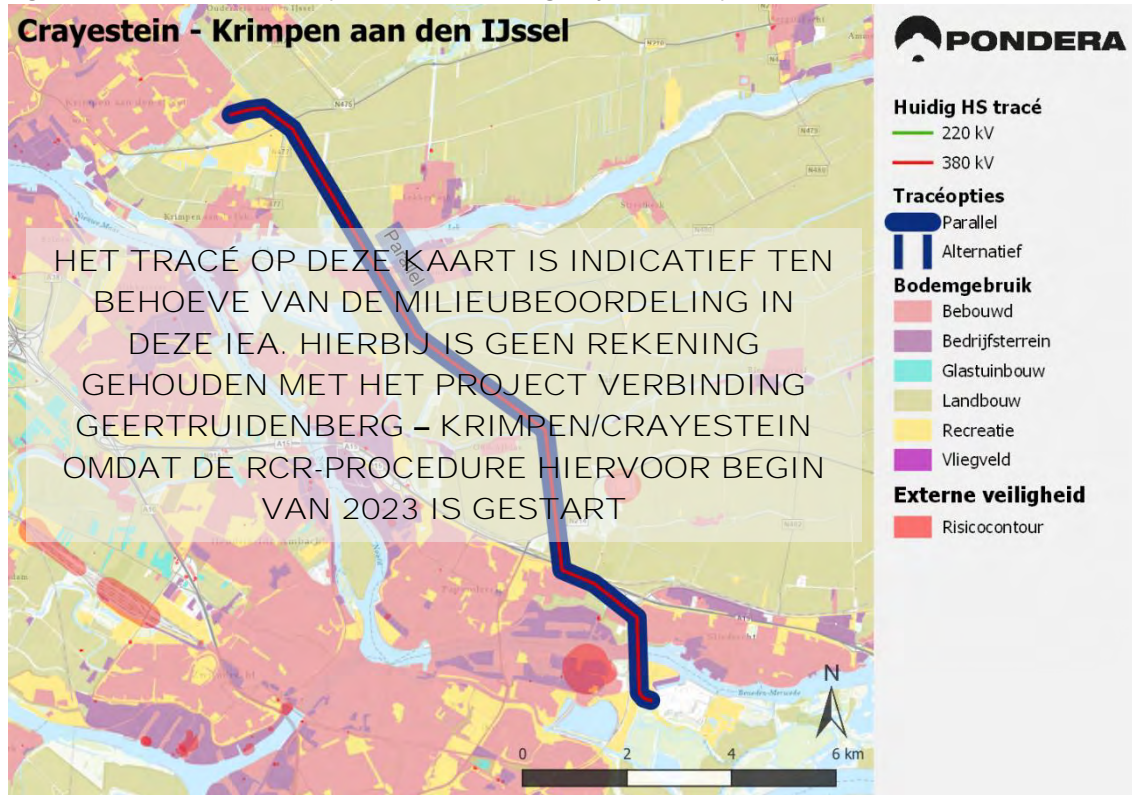 Crayestein - Krimpen aan den IJssel
PONDERA
Huidig HS tracé
220 kV
380 kV
Tracéopties
Parallel
Alternatief
Bodemgebruik
Bebouwd
Bedrijfsterrein
Glastuinbouw
Landbouw
Recreatie
Vliegveld
Externe veiligheid
Risicocontour
N475
N477
Parallel
HET TRACÉ OP DEZE KAART IS INDICATIEF TEN
BEHOEVE VAN DE MILIEUBEOORDELING IN
DEZE IEA. HIERBIJ IS GEEN REKENING
GEHOUDEN MET HET PROJECT VERBINDING
GEERTRUIDENBERG – KRIMPEN/CRAYESTEIN
OMDAT DE RCR-PROCEDURE HIERVOOR BEGIN
VAN 2023 IS GESTART
N
0 2 4 6 km